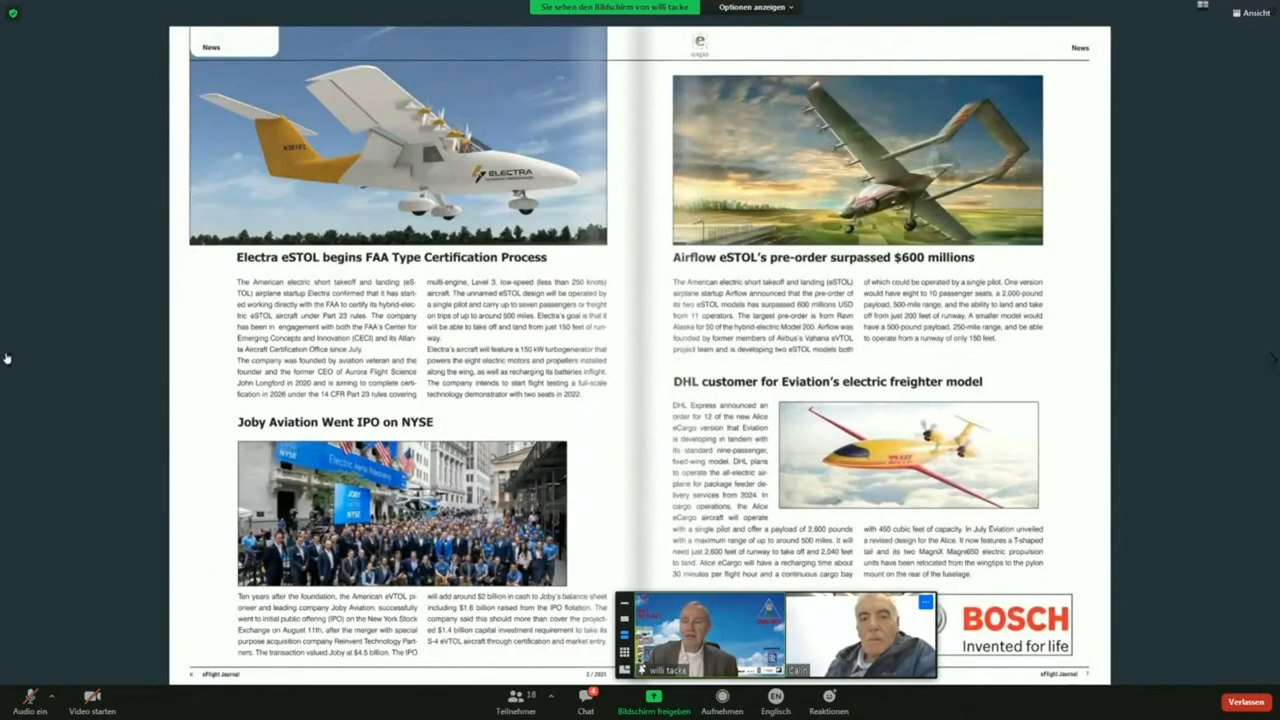 Sie sehen den Bildschirm von willi tacke
Optionen anzeigen
Ansicht
News
e
expo
News
N381EL
ELECTRA
Electra eSTOL begins FAA Type Certification Process
The American electric short takeoff and landing (eS-
TOL) airplane startup Electra confirmed that it has start-
ed working directly with the FAA to certify its hybrid-elec-
tric eSTOL aircraft under Part 23 rules. The company
has been in engagement with both the FAA's Center for
Emerging Concepts and Innovation (CECI) and its Atlan-
ta Aircraft Certification Office since July.
The company was founded by aviation veteran and the
founder and the former CEO of Aurora Flight Science
John Longford in 2020 and is aiming to complete certi-
fication in 2026 under the 14 CFR Part 23 rules covering
multi-engine, Level 3, low-speed (less than 250 knots)
aircraft. The unnamed eSTOL design will be operated by
a single pilot and carry up to seven passengers or freight
on trips of up to around 500 miles. Electra's goal is that it
will be able to take off and land from just 150 feet of run-
way.
Electra's aircraft will feature a 150 kW turbogenerator that
powers the eight electric motors and propellers installed
along the wing, as well as recharging its batteries inflight.
The company intends to start flight testing a full-scale
technology demonstrator with two seats in 2022.
Joby Aviation Went IPO on NYSE
NYSE
Electric Aerial Ridesharing
JOBY
NYSE
Ten years after the foundation, the American eVTOL pi-
oneer and leading company Joby Aviation, successfully
went to initial public offering (IPO) on the New York Stock
Exchange on August 11th, after the merger with special
purpose acquisition company Reinvent Technology Part-
ners. The transaction valued Joby at $4.5 billion. The IPO
will add around $2 billion in cash to Joby's balance sheet
including $1.6 billion raised from the IPO flotation. The
company said this should more than cover the project-
ed $1.4 billion capital investment requirement to take its
S-4 eVTOL aircraft through certification and market entry.
6 eFlight Journal
2 / 2021
Airflow eSTOL's pre-order surpassed $600 millions
The American electric short takeoff and landing (eSTOL)
airplane startup Airflow announced that the pre-order of
its two eSTOL models has surpassed 600 millions USD
from 11 operators. The largest pre-order is from Ravn
Alaska for 50 of the hybrid-electric Model 200. Airflow was
founded by former members of Airbus's Vahana eVTOL
project team and is developing two eSTOL models both
of which could be operated by a single pilot. One version
would have eight to 10 passenger seats, a 2,000-pound
payload, 500-mile range, and the ability to land and take
off from just 200 feet of runway. A smaller model would
have a 500-pound payload, 250-mile range, and be able
to operate from a runway of only 150 feet.
DHL customer for Eviation's electric freighter model
DHL Express announced an
order for 12 of the new Alice
eCargo version that Eviation
is developing in tandem with
its standard nine-passenger,
fixed-wing model. DHL plans
to operate the all-electric air-
plane for package feeder de-
livery services from 2024. In
cargo operations, the Alice
eCargo aircraft will operate
with a single pilot and offer a payload of 2,600 pounds
with a maximum range of up to around 500 miles. It will
need just 2,600 feet of runway to take off and 2,040 feet
to land. Alice eCargo will have a recharging time about
30 minutes per flight hour and a continuous cargo bay
with 450 cubic feet of capacity. In July Eviation unveiled
a revised design for the Alice. It now features a T-shaped
tail and its two MagniX Magni650 electric propulsion
units have been relocated from the wingtips to the pylon
mount on the rear of the fuselage.
BOSCH
Invented for life
eFlight Journal 7
willi tacke
Calin
Audio ein
Video starten
18
Teilnehmer
4
Chat
Bildschirm freigeben
Aufnehmen
EN
Englisch
Reaktionen
Verlassen